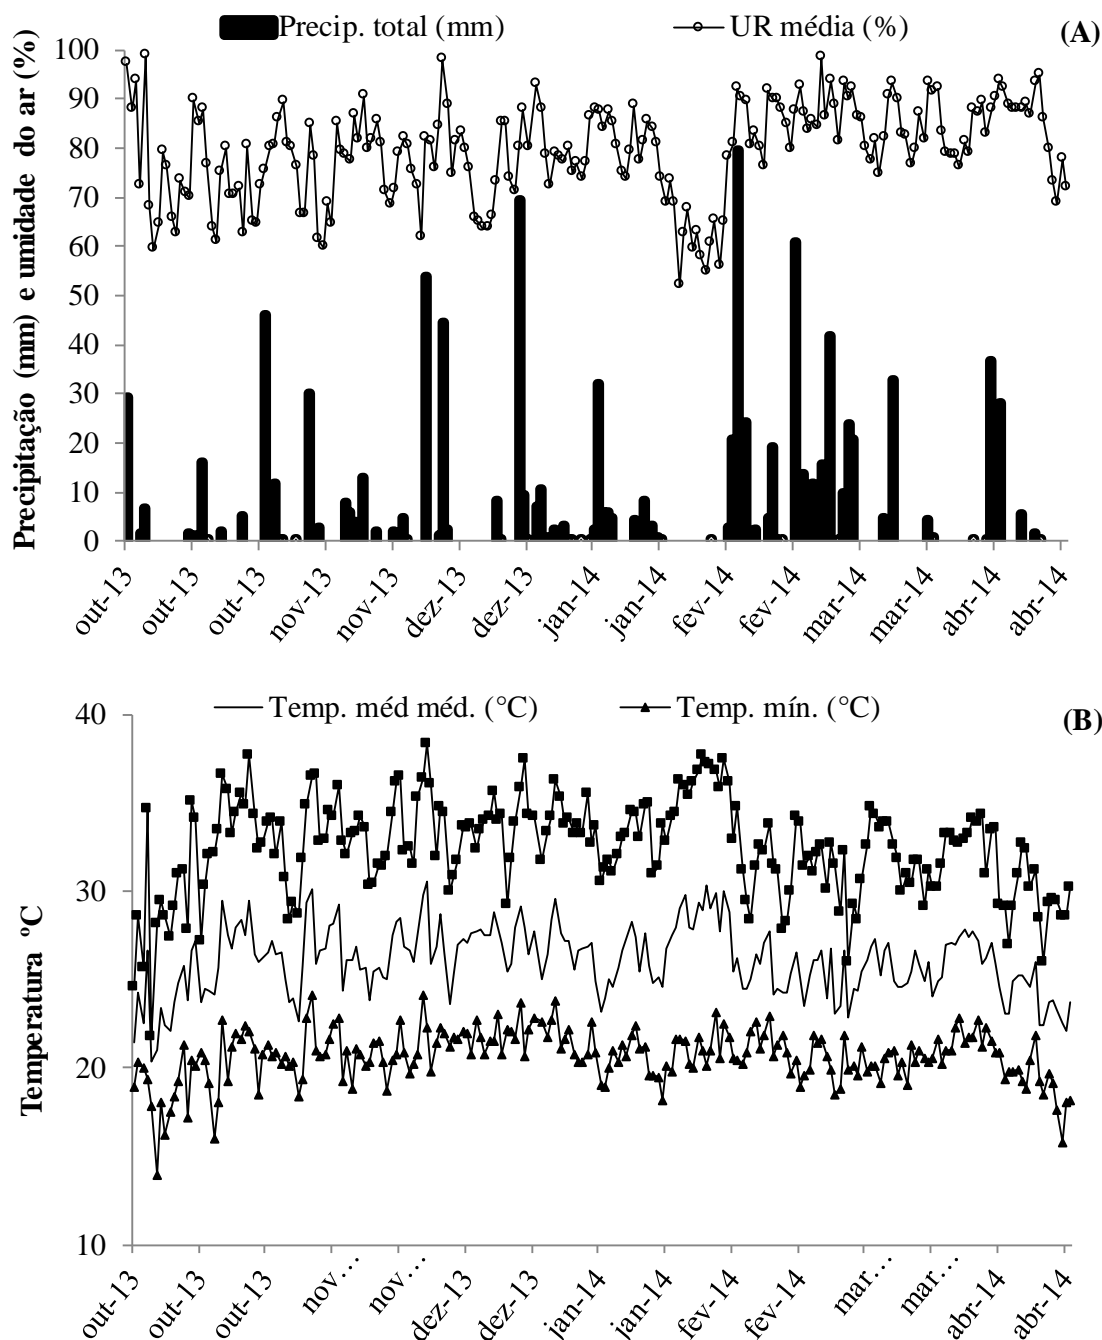 Precip. total (mm) UR média (%) (A)
Precipitação (mm) e umidade do ar (%)
100
90
80
70
60
50
40
30
20
10
0
out-13 out-13 out-13 nov-13 nov-13 dez-13 dez-13 jan-14 jan-14 fev-14 fev-14 mar-14 mar-14 abr-14 abr-14
Temp. méd méd. (°C) Temp. mín. (°C) (B)
Temperatura ºC
40
30
20
10
out-13 out-13 out-13 nov… nov… dez-13 dez-13 jan-14 jan-14 fev-14 fev-14 mar… mar… abr-14 abr-14